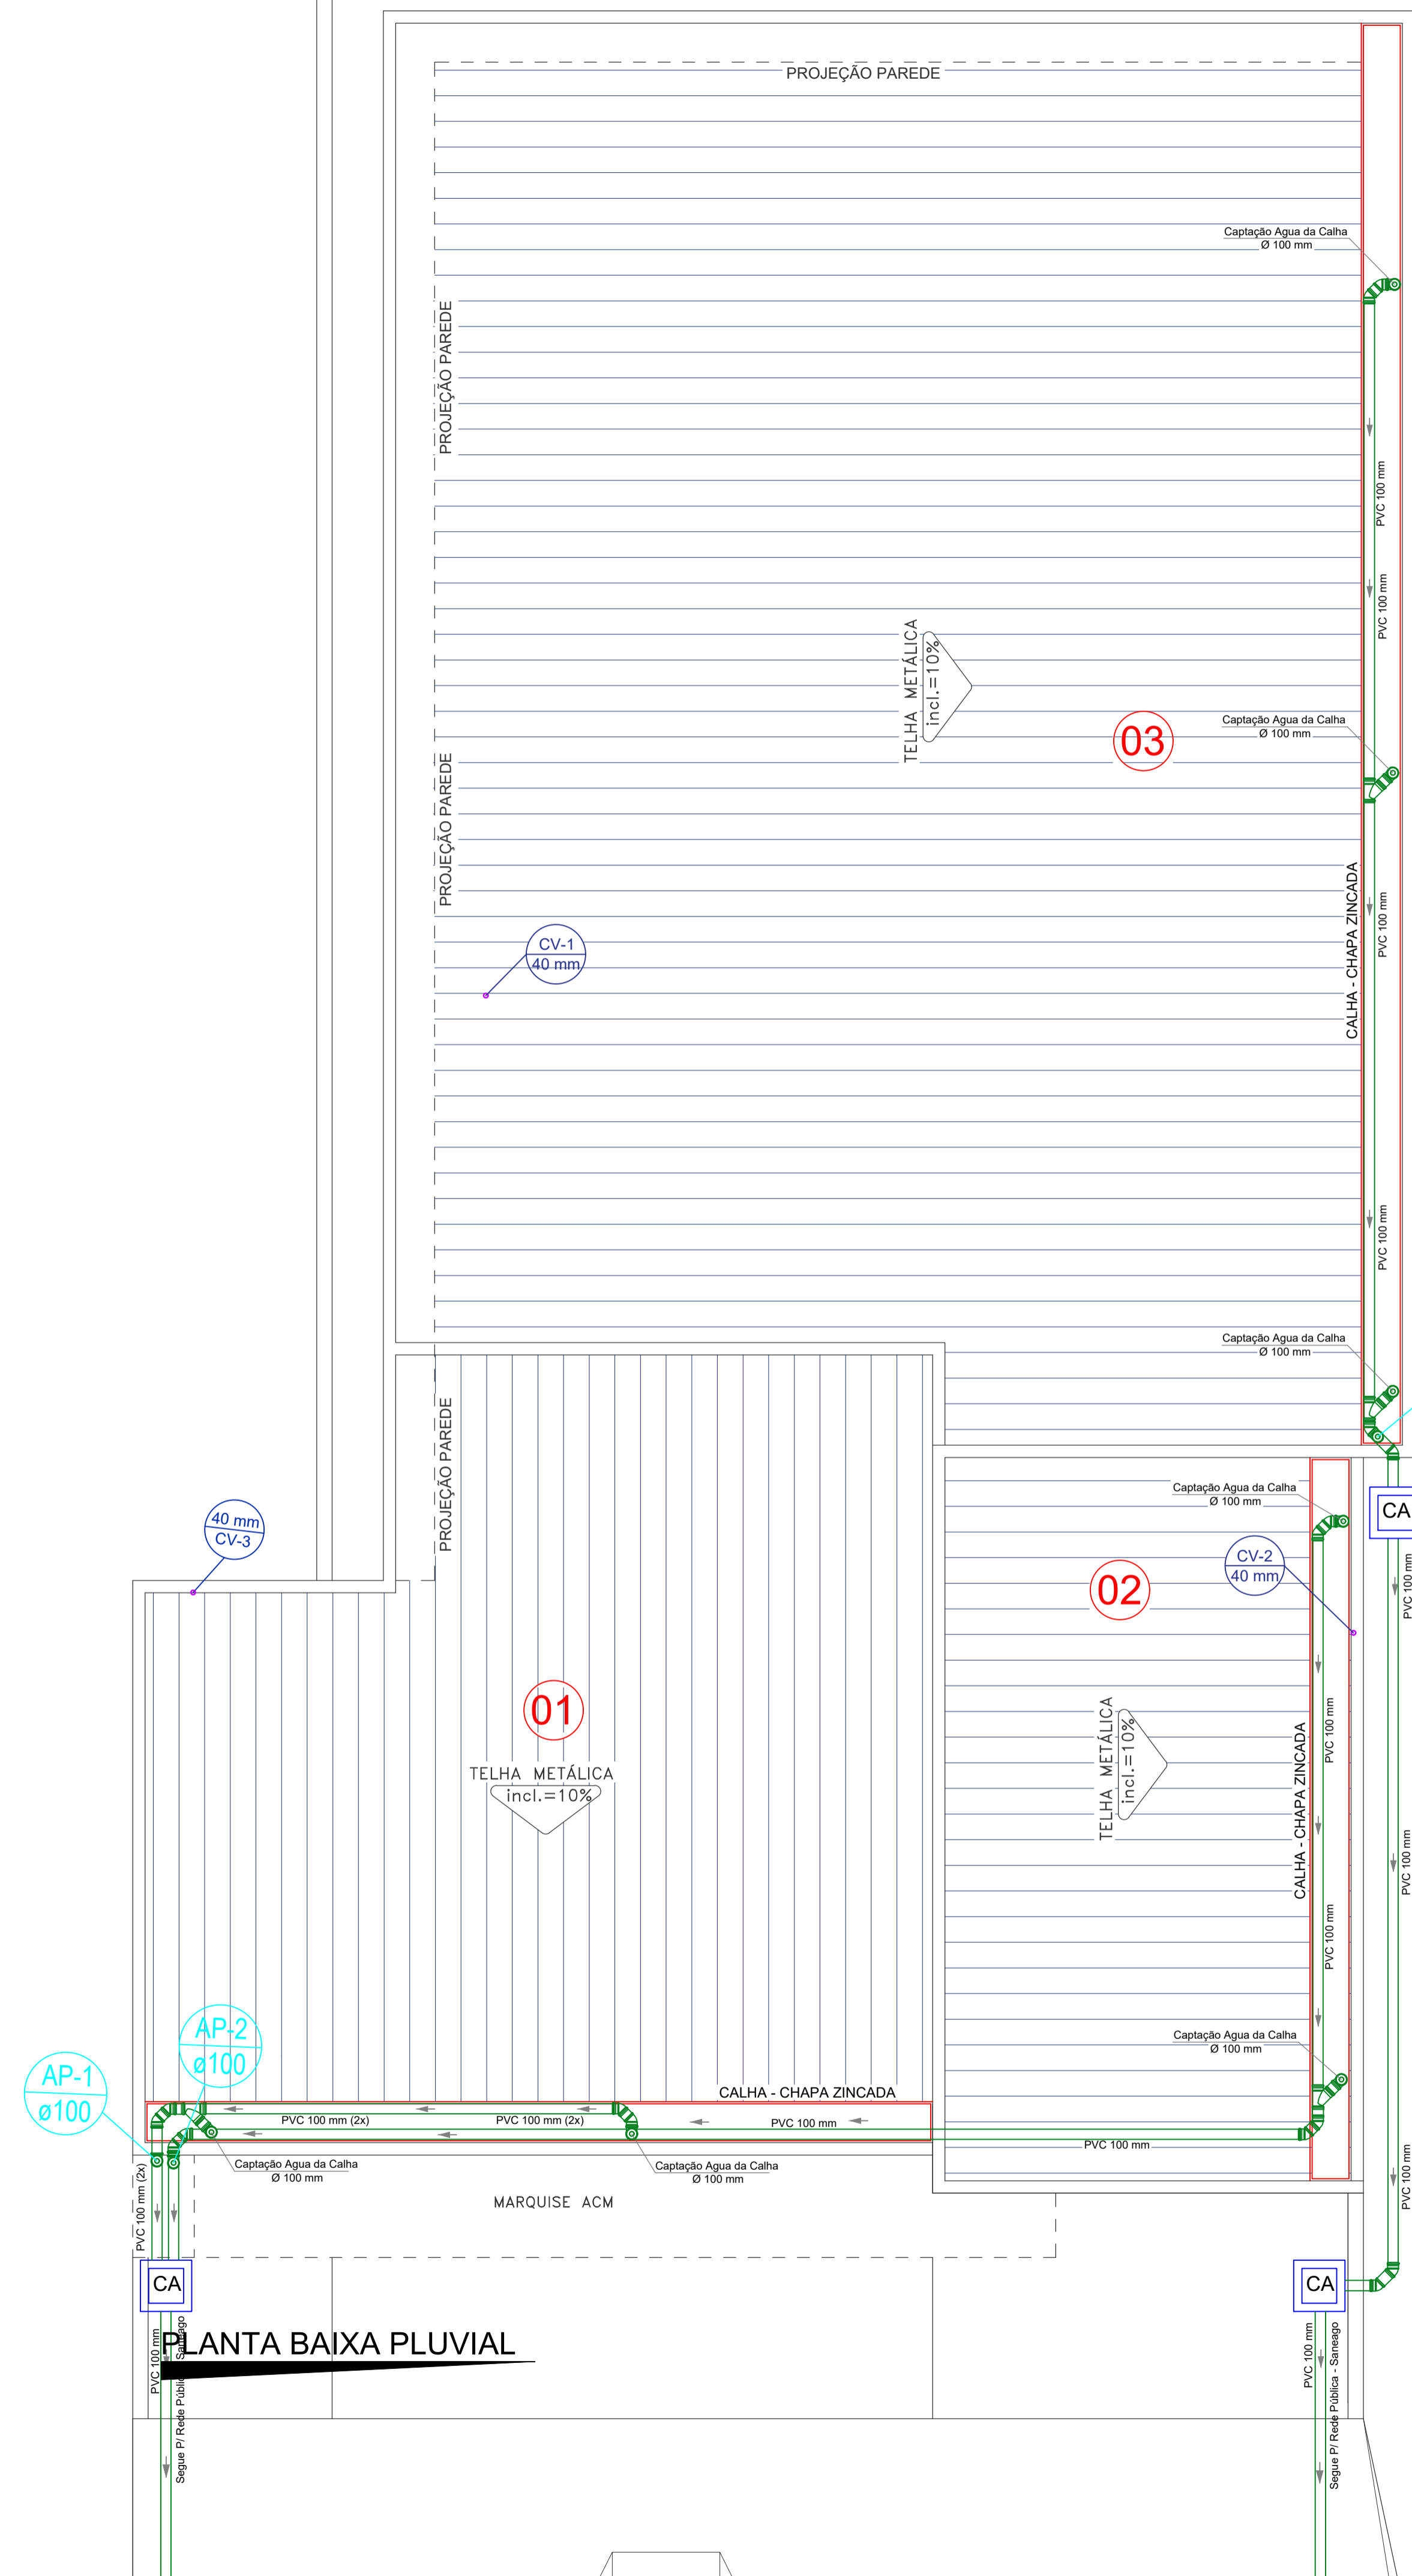 PROJEÇÃO PAREDE
Captação Agua da Calha
Ø 100 mm
PROJEÇÃO PAREDE
PVC 100 mm
PVC 100 mm
TELHA METÁLICA
incl.=10%
03
Captação Agua da Calha
Ø 100 mm
PROJEÇÃO PAREDE
CALHA - CHAPA ZINCADA
PVC 100 mm
CV-1
40 mm
PVC 100 mm
Captação Agua da Calha
Ø 100 mm
PROJEÇÃO PAREDE
Captação Agua da Calha
Ø 100 mm
CA
40 mm
CV-3
CV-2
40 mm
02
PVC 100 mm
01
TELHA METÁLICA
incl.=10%
TELHA METÁLICA
incl.=10%
CALHA - CHAPA ZINCADA
PVC 100 mm
PVC 100 mm
PVC 100 mm
AP-2
ø100
AP-1
ø100
Captação Agua da Calha
Ø 100 mm
CALHA - CHAPA ZINCADA
PVC 100 mm (2x)
PVC 100 mm (2x)
PVC 100 mm
PVC 100 mm
Captação Agua da Calha
Ø 100 mm
Captação Agua da Calha
Ø 100 mm
PVC 100 mm (2x)
PVC 100 mm
MARQUISE ACM
CA
CA
PLANTA BAIXA PLUVIAL
PVC 100 mm
Segue P/ Rede Pública - Saneago
PVC 100 mm
Segue P/ Rede Pública - Saneago